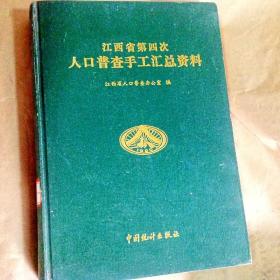 江西省第四次
人口普查手工汇总资料
江西省人口普查办公室 编
中国统计出版社